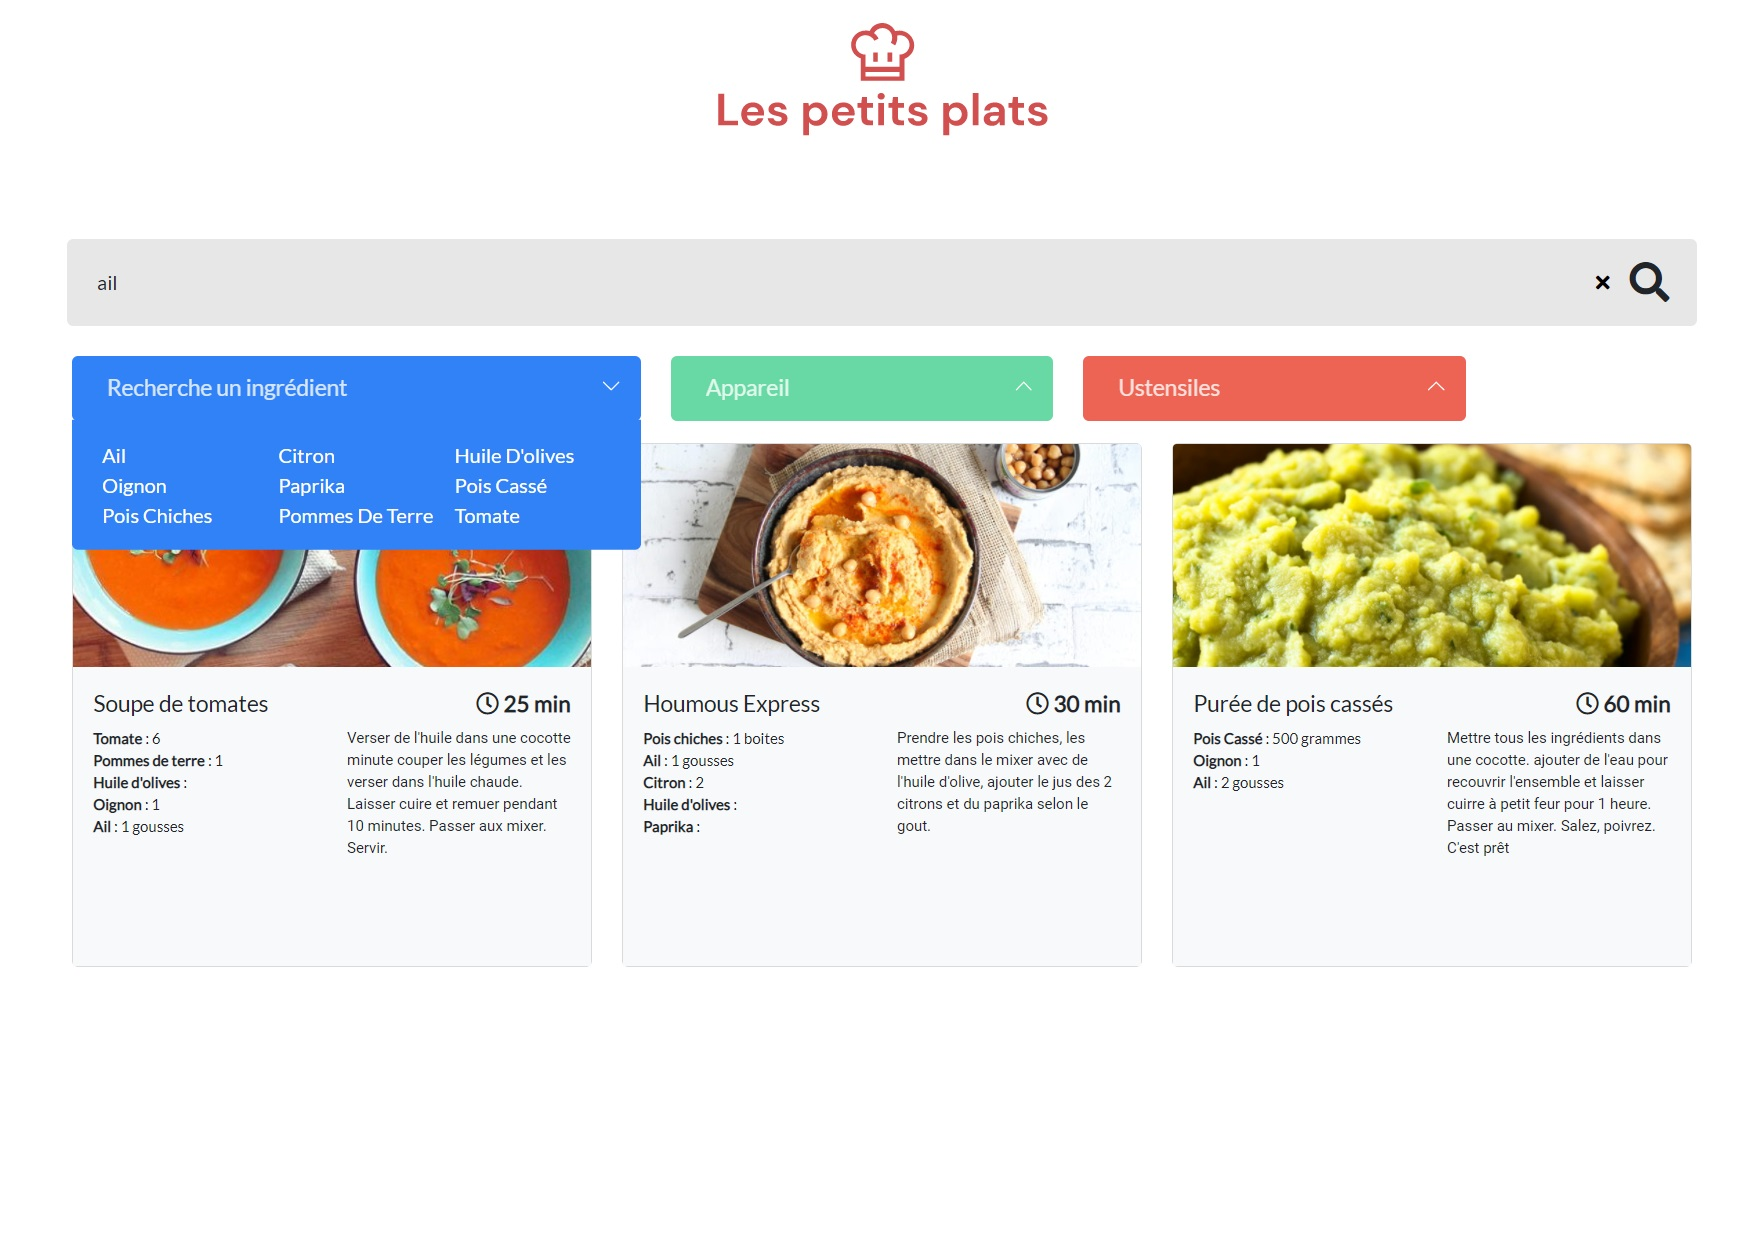 Les petits plats
ail
Recherche un ingrédient
Appareil
Ustensiles
Ail Citron Huile D'olives
Oignon Paprika Pois Cassé
Pois Chiches Pommes De Terre Tomate
Soupe de tomates 25 min
Tomate : 6
Pommes de terre : 1
Huile d'olives :
Oignon : 1
Ail : 1 gousses
Verser de l'huile dans une cocotte
minute couper les légumes et les
verser dans l'huile chaude.
Laisser cuire et remuer pendant
10 minutes. Passer aux mixer.
Servir.
Houmous Express 30 min
Pois chiches : 1 boites
Ail : 1 gousses
Citron : 2
Huile d'olives :
Paprika :
Prendre les pois chiches, les
mettre dans le mixer avec de
l'huile d'olive, ajouter le jus des 2
citrons et du paprika selon le
gout.
Purée de pois cassés 60 min
Pois Cassé : 500 grammes
Oignon : 1
Ail : 2 gousses
Mettre tous les ingrédients dans
une cocotte. ajouter de l'eau pour
recouvrir l'ensemble et laisser
cuirre à petit feur pour 1 heure.
Passer au mixer. Salez, poivrez.
C'est prêt